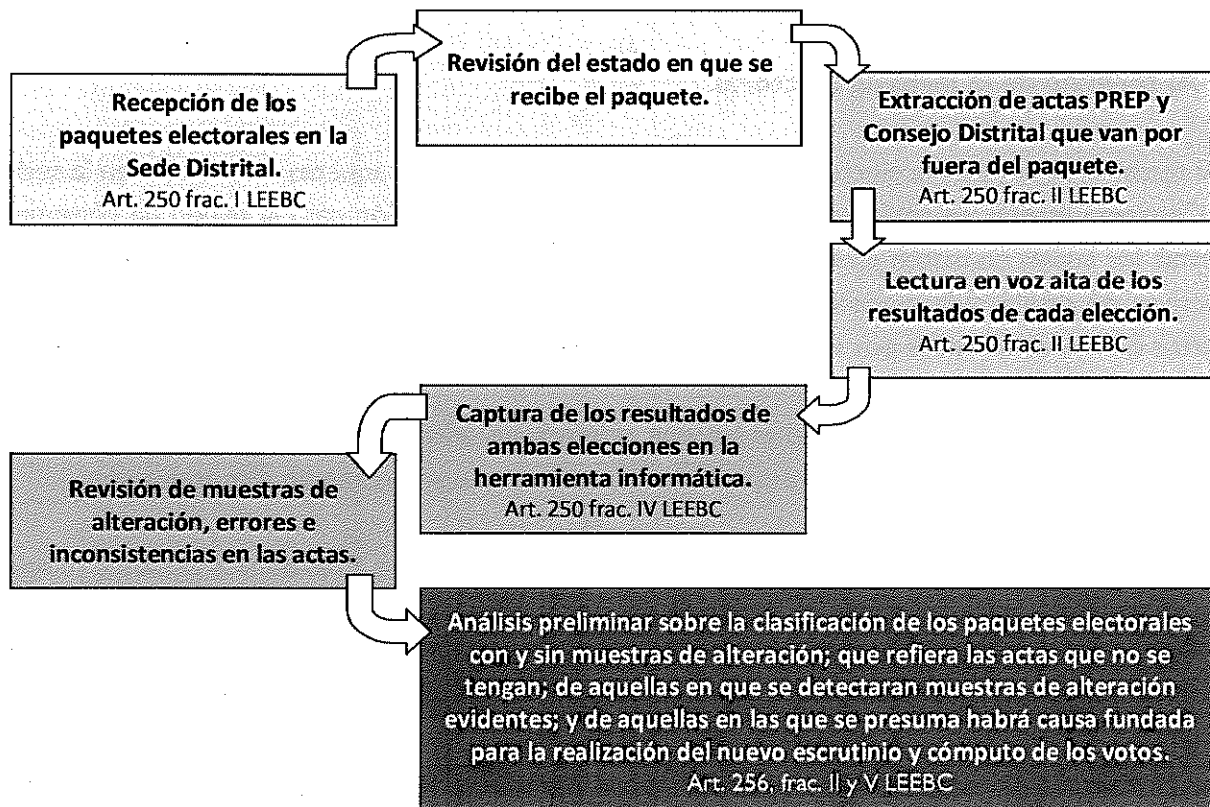 Recepción de los
paquetes electorales en la
Sede Distrital.
Art. 250 frac. I LEEBC
Revisión del estado en que se
recibe el paquete.
Extracción de actas PREP y
Consejo Distrital que van por
fuera del paquete.
Art. 250 frac. II LEEBC
Lectura en voz alta de los
resultados de cada elección.
Art. 250 frac. II LEEBC
Captura de los resultados de
ambas elecciones en la
herramienta informática.
Art. 250 frac. IV LEEBC
Revisión de muestras de
alteración, errores e
inconsistencias en las actas.
Análisis preliminar sobre la clasificación de los paquetes electorales
con y sin muestras de alteración; que refiera las actas que no se
tengan; de aquellas en que se detectaran muestras de alteración
evidentes; y de aquellas en las que se presuma habrá causa fundada
para la realización del nuevo escrutinio y cómputo de los votos.
Art. 256, frac. II y V LEEBC